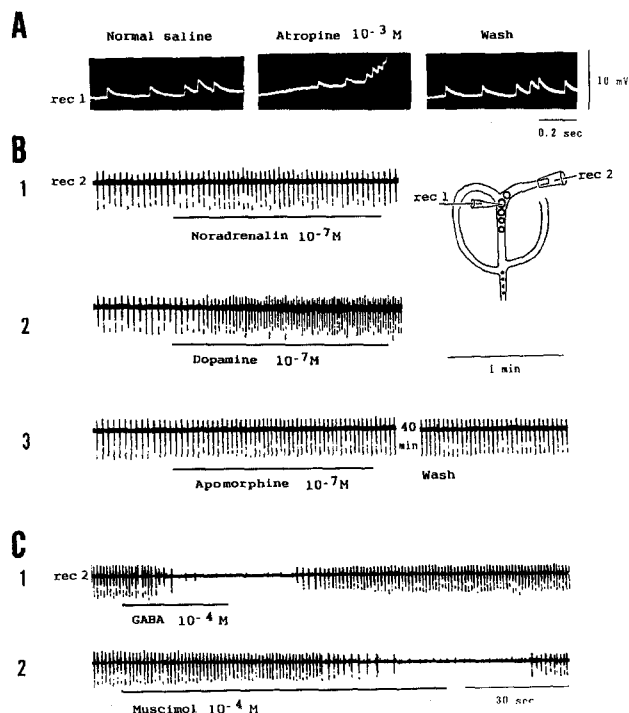 A
Normal saline
Atropine 10⁻³ M
Wash
rec 1
10 mV
0.2 sec
B
1
rec 2
Noradrenalin 10⁻⁷M
rec 1
rec 2
2
Dopamine 10⁻⁷M
1 min
3
40 min
Apomorphine 10⁻⁷M
Wash
C
1
rec 2
GABA 10⁻⁴ M
2
Muscimol 10⁻⁴ M
30 sec